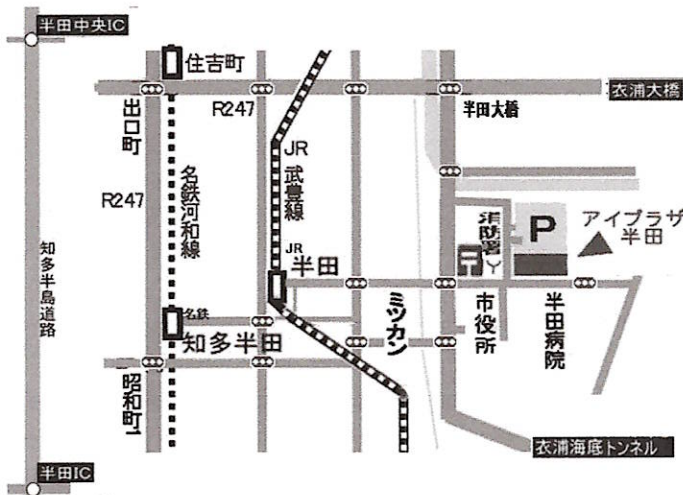 半田中央IC
住吉町
衣浦大橋
出口町
R247
半田大橋
JR
武豊線
R247
名鉄河和線
消防署
P
アイプラザ
半田
知多半島道路
JR
半田
ミツカン
市役所
半田病院
名鉄
知多半田
昭和町
衣浦海底トンネル
半田IC